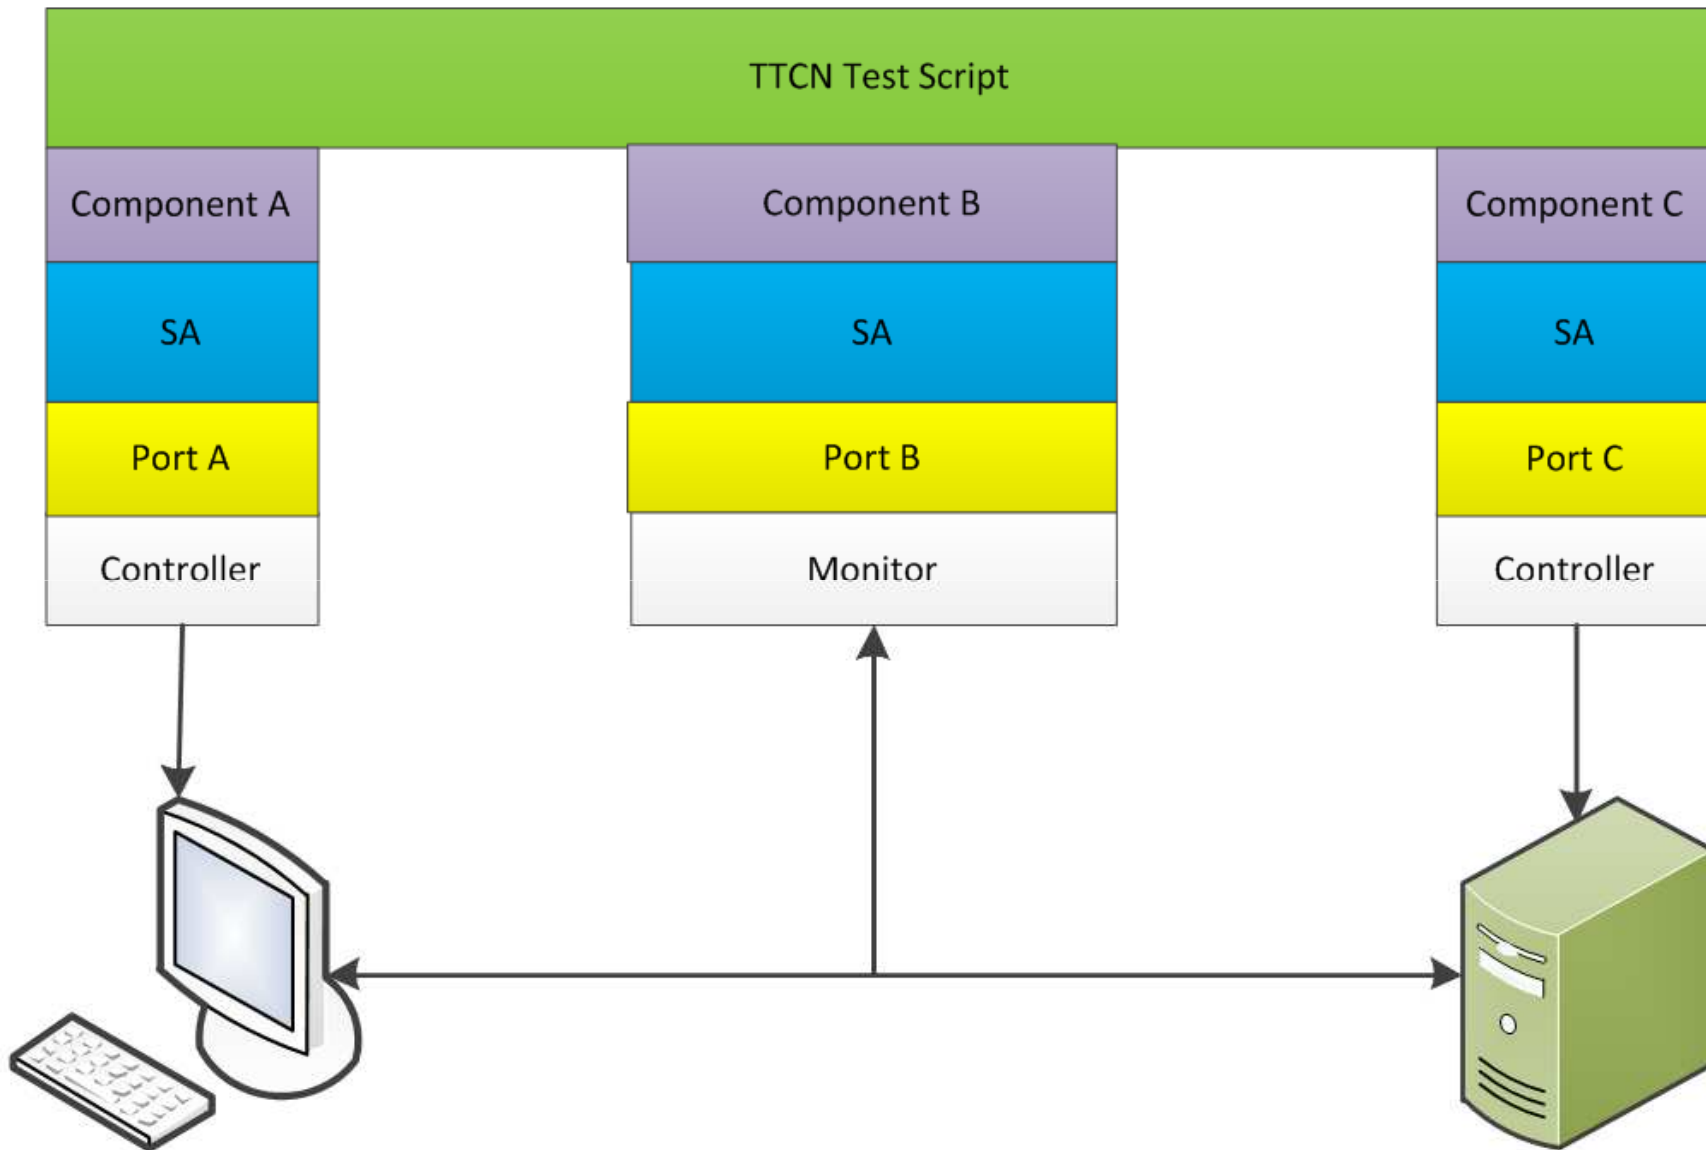 TTCN Test Script
Component A
Component B
Component C
SA
SA
SA
Port A
Port B
Port C
Controller
Monitor
Controller